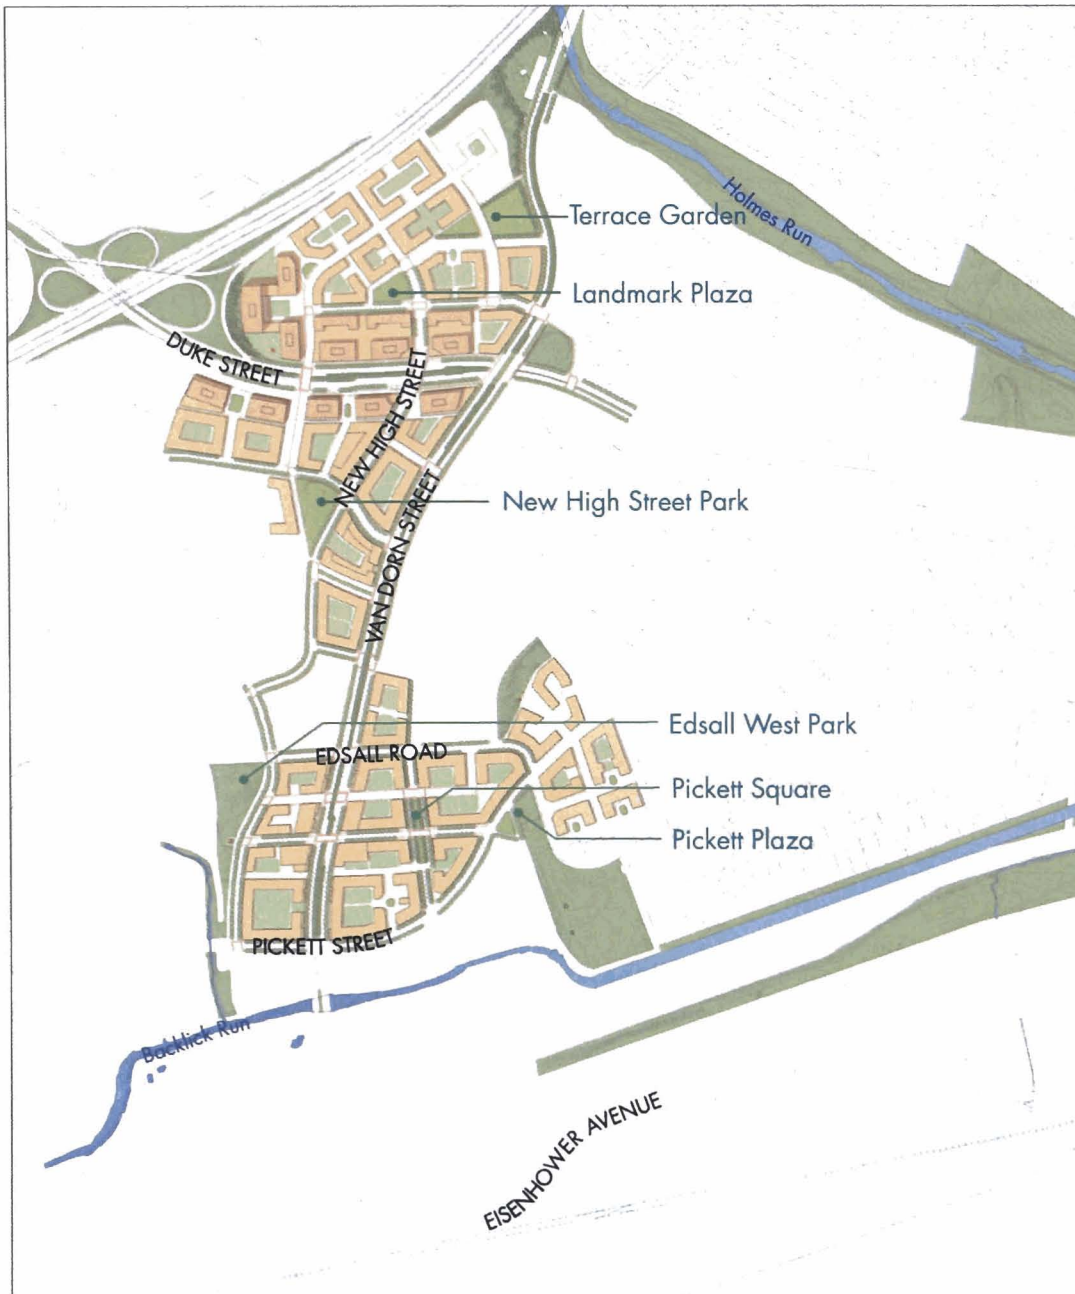 Holmes Run
Terrace Garden
Landmark Plaza
DUKE STREET
NEW HIGH STREET
New High Street Park
VAN DORN STREET
Edsall West Park
EDSALL ROAD
Pickett Square
Pickett Plaza
PICKETT STREET
Backlick Run
EISENHOWER AVENUE